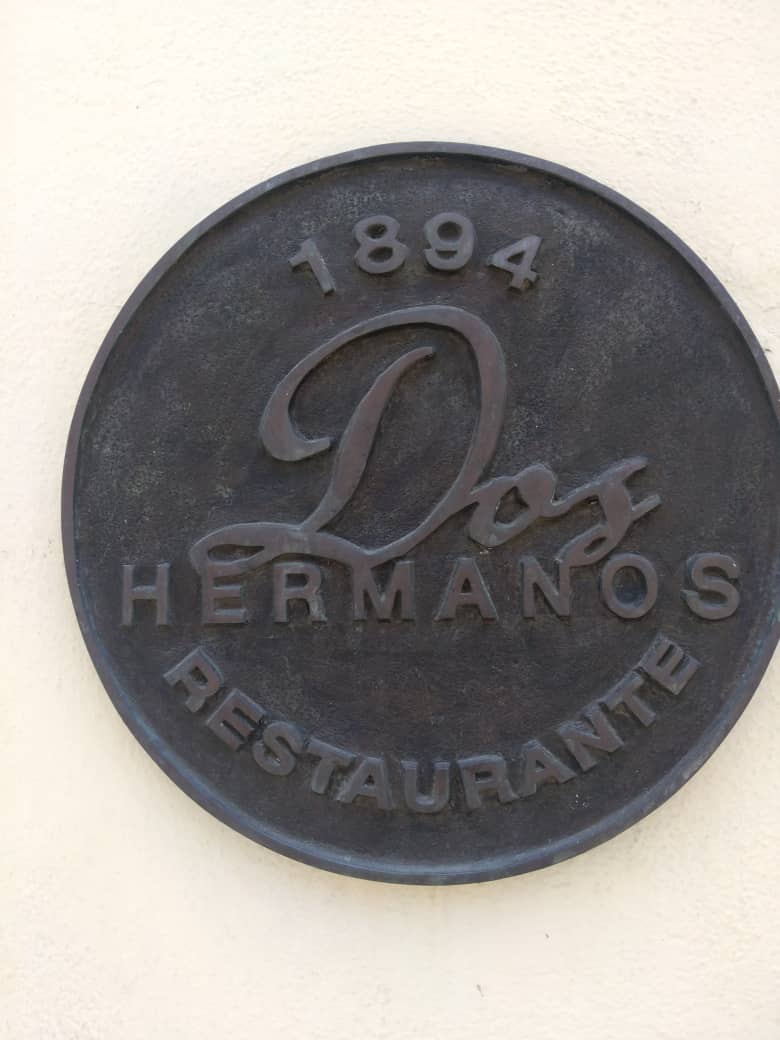 1894
Dos
HERMANOS
RESTAURANTE